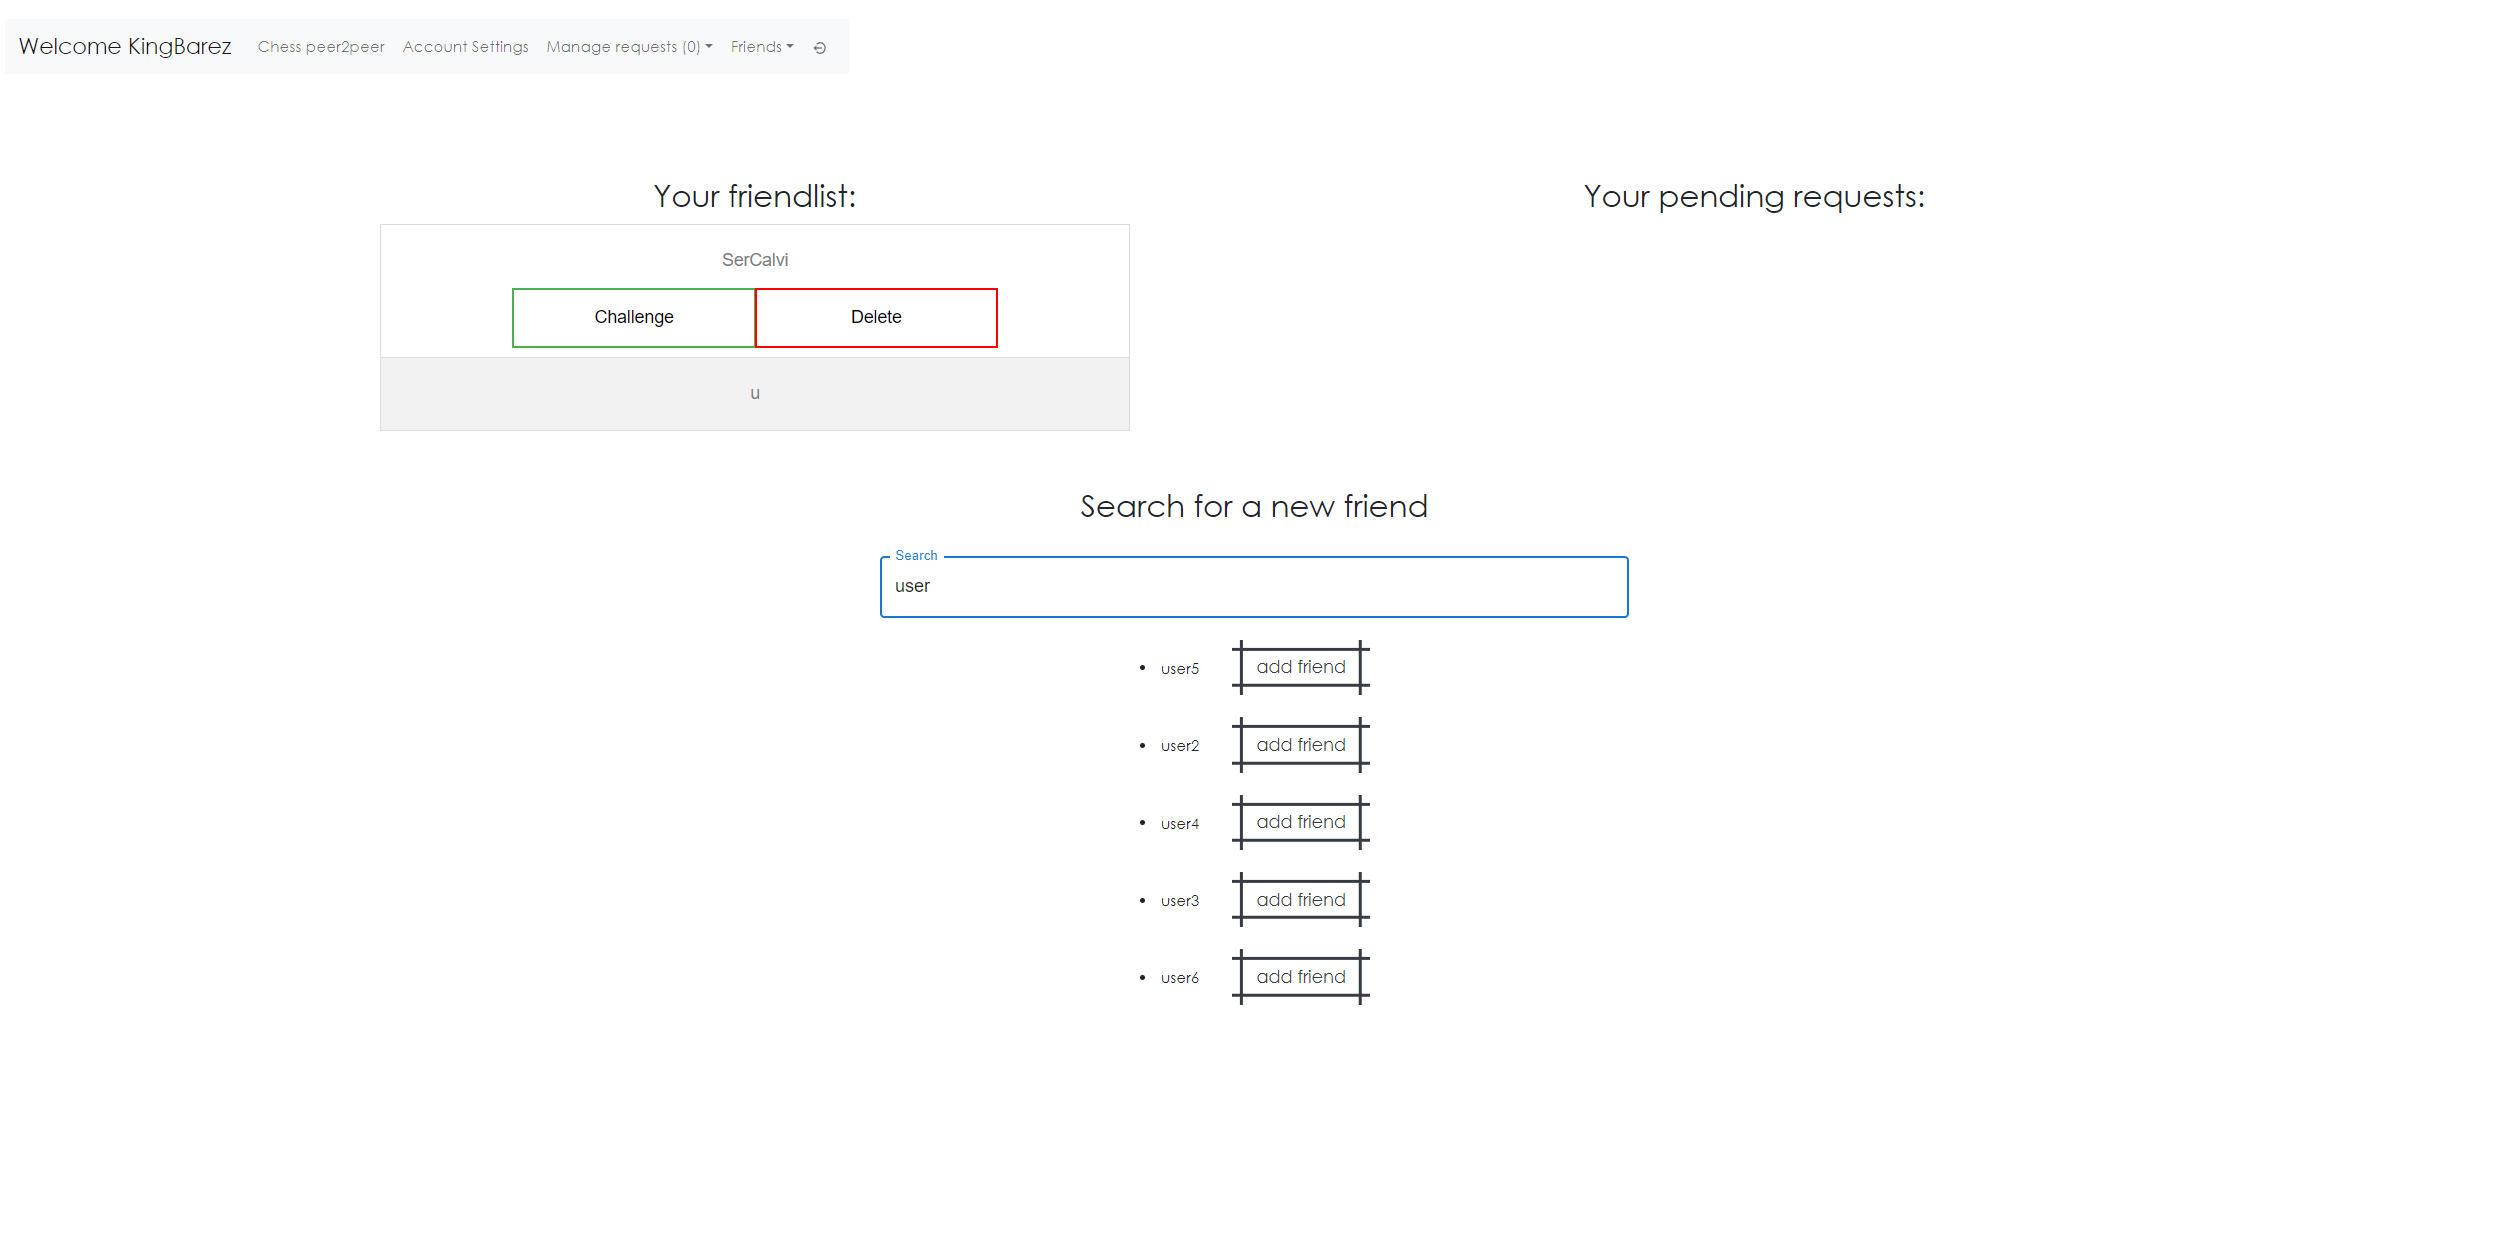 Welcome KingBarez Chess peer2peer Account Settings Manage requests (0) Friends
Your friendlist:
SerCalvi
Challenge Delete
u
Your pending requests:
Search for a new friend
Search
user
user5 add friend
user2 add friend
user4 add friend
user3 add friend
user6 add friend